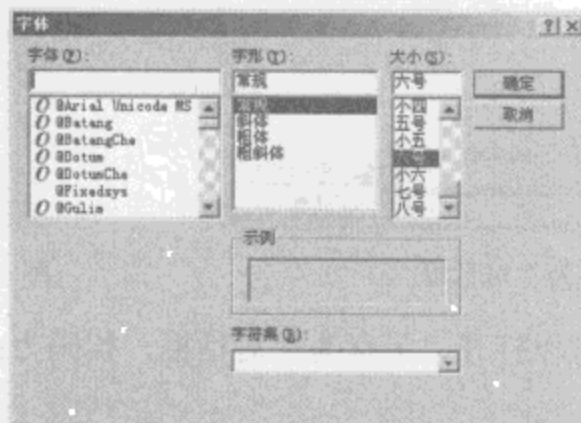 字体
? ×
字体(F):
字形(Y):
大小(S):
常规
六号
确定
取消
O @Arial Unicode MS
O @Batang
O @BatangChe
O @Dotum
O @DotumChe
@Fixedsys
O @Gulim
常规
斜体
粗体
粗斜体
小四
五号
小五
六号
小六
七号
八号
示例
字符集(R):